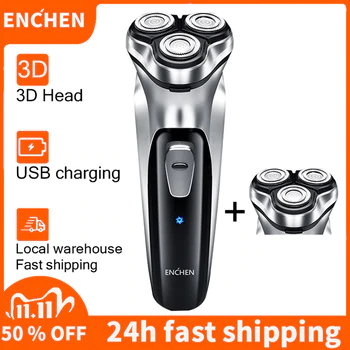 ENCHEN
3D
3D Head
USB charging
Local warehouse
Fast shipping
ENCHEN
11.11
50 % OFF
24h fast shipping